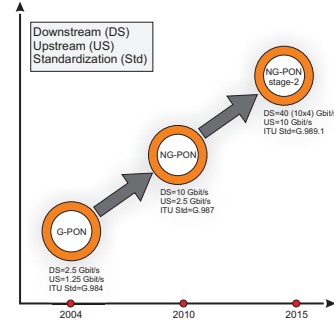 Downstream (DS)
Upstream (US)
Standardization (Std)
NG-PON
stage-2
DS=40 (10x4) Gbit/s
US=10 Gbit/s
ITU Std=G.989.1
NG-PON
DS=10 Gbit/s
US=2.5 Gbit/s
ITU Std=G.987
G-PON
DS=2.5 Gbit/s
US=1.25 Gbit/s
ITU Std=G.984
2004
2010
2015